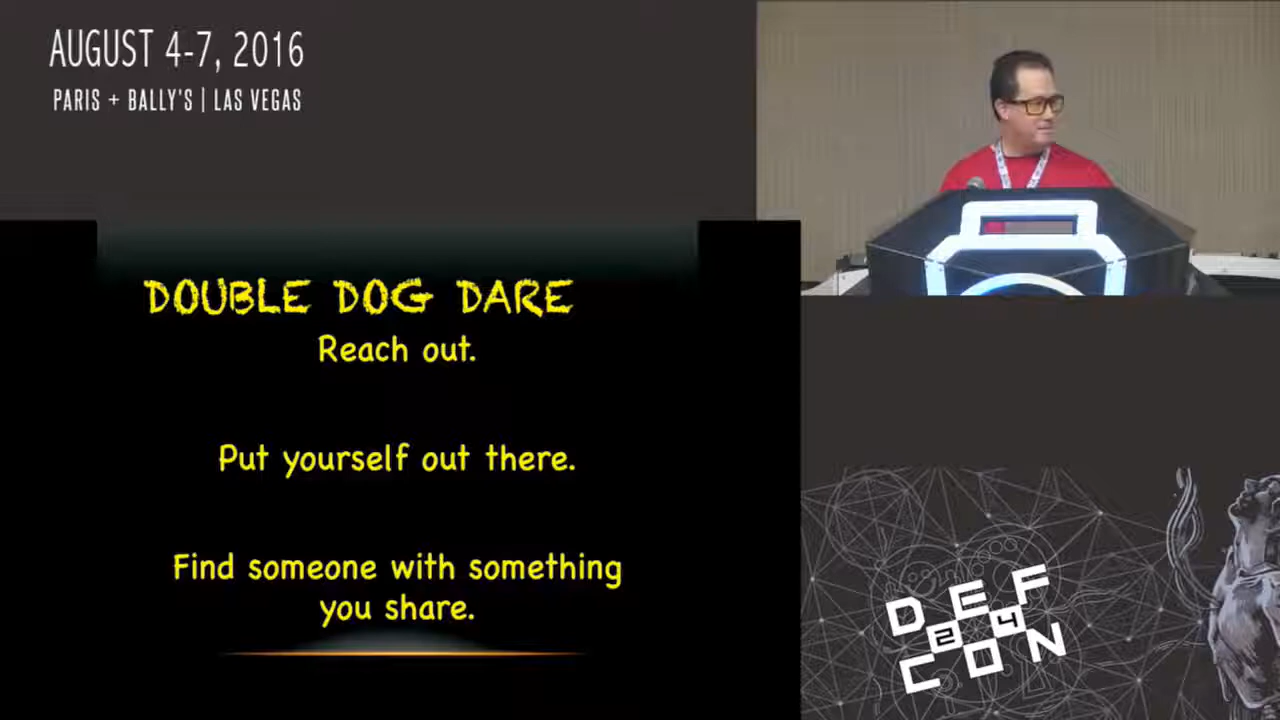 AUGUST 4-7, 2016
PARIS + BALLY'S | LAS VEGAS
DOUBLE DOG DARE
Reach out.
Put yourself out there.
Find someone with something
you share.
DEF
24
CON